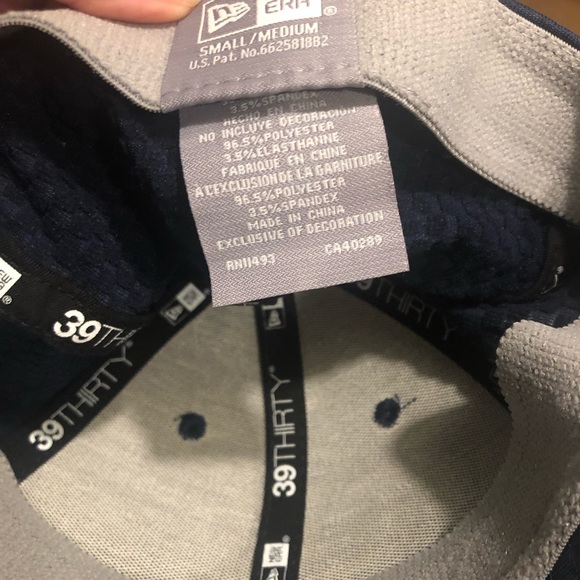 ERA®
SMALL/MEDIUM
U.S. Pat. No.6625818B2
3.5%SPANDEX
HECHO EN CHINA
NO INCLUYE DECORACION
96.5%POLYESTER
3.5%ELASTHANNE
FABRIQUE EN CHINE
A L'EXCLUSION DE LA GARNITURE
96.5%POLYESTER
3.5%SPANDEX
MADE IN CHINA
EXCLUSIVE OF DECORATION
RN11493 CA40289
39THIRTY
39THIRTY
39THIRTY
39THIRTY